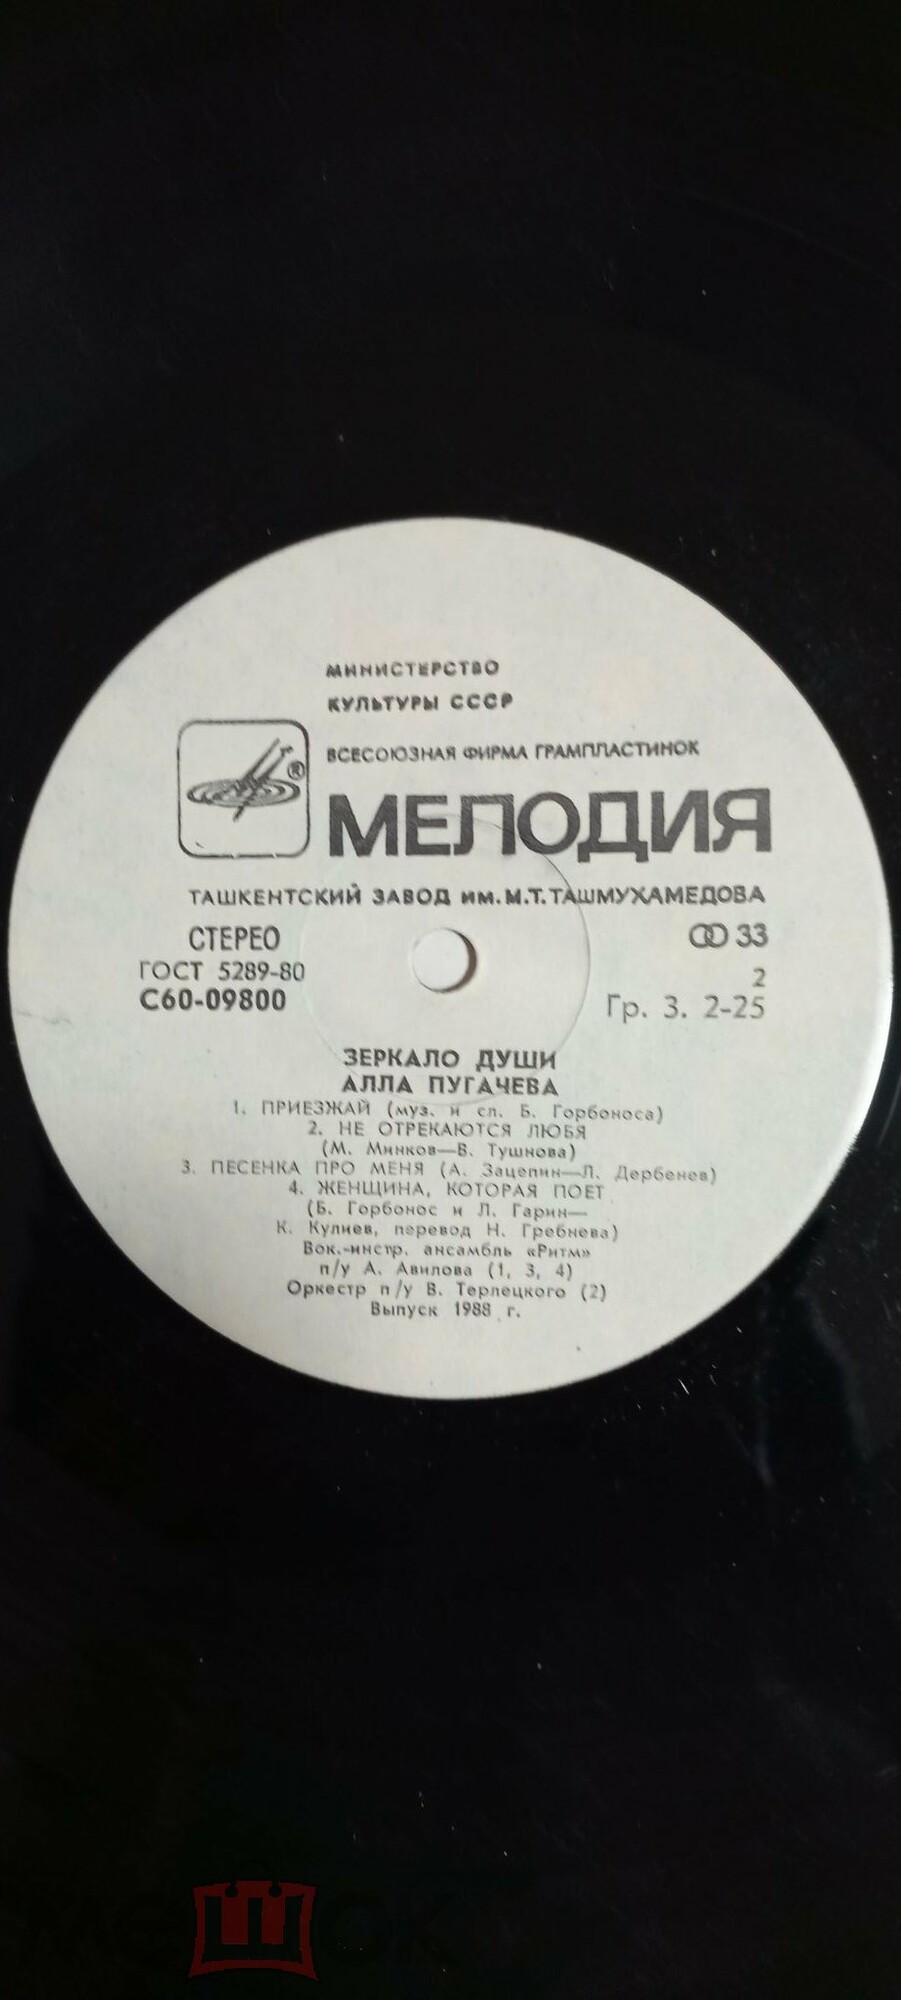 МИНИСТЕРСТВО
КУЛЬТУРЫ СССР
ВСЕСОЮЗНАЯ ФИРМА ГРАМПЛАСТИНОК
®
МЕЛОДИЯ
ТАШКЕНТСКИЙ ЗАВОД им. М.Т. ТАШМУХАМЕДОВА
СТЕРЕО 33
ГОСТ 5289-80 2
С60-09800 Гр. 3. 2-25
ЗЕРКАЛО ДУШИ
АЛЛА ПУГАЧЕВА
1. ПРИЕЗЖАЙ (муз. и сл. Б. Горбоноса)
2. НЕ ОТРЕКАЮТСЯ ЛЮБЯ
(М. Минков—В. Тушнова)
3. ПЕСЕНКА ПРО МЕНЯ (А. Зацепин—Л. Дербенев)
4. ЖЕНЩИНА, КОТОРАЯ ПОЕТ
(Б. Горбонос и Л. Гарин—
К. Кулиев, перевод Н. Гребнева)
Вок.-инстр. ансамбль «Ритм»
п/у А. Авилова (1, 3, 4)
Оркестр п/у В. Терлецкого (2)
Выпуск 1988 г.
мешок